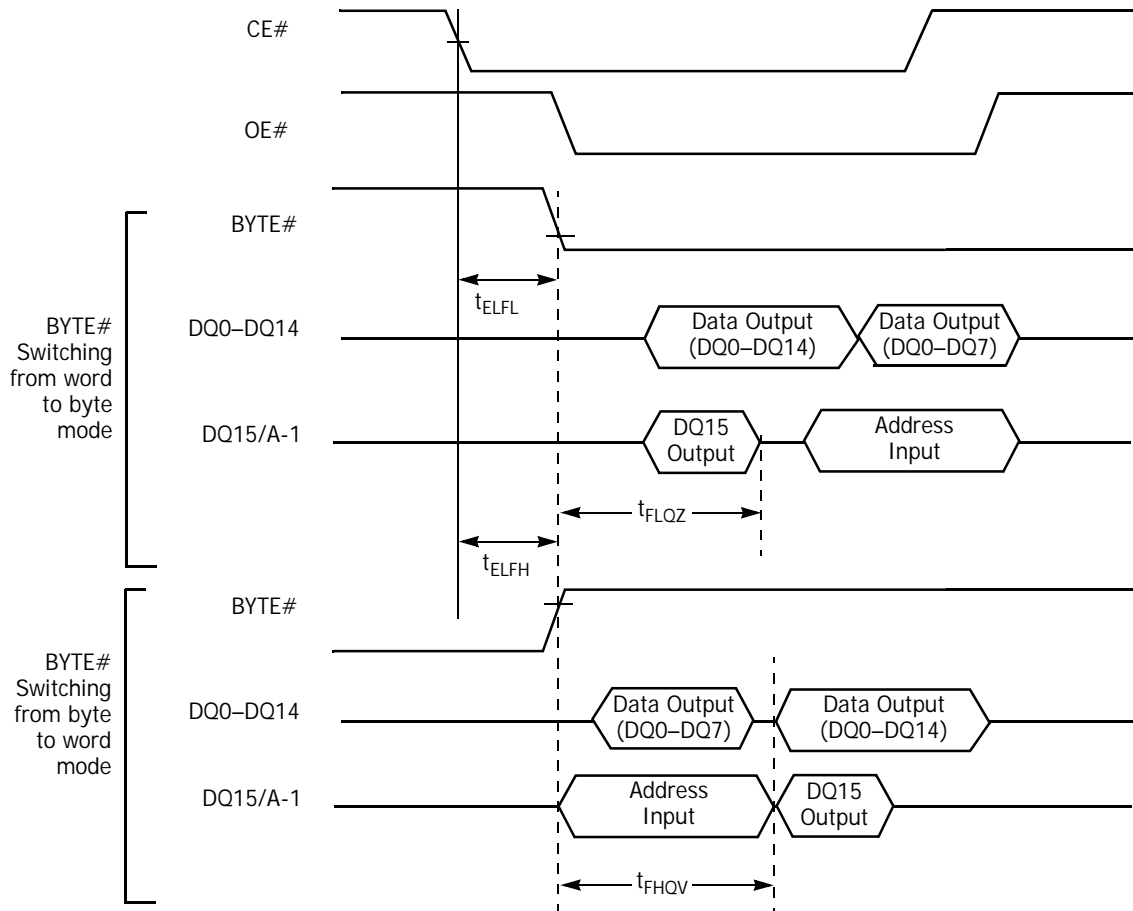 CE#
OE#
BYTE#
t_ELFL
BYTE#
Switching
from word
to byte
mode
DQ0–DQ14
Data Output
(DQ0–DQ14)
Data Output
(DQ0–DQ7)
DQ15/A-1
DQ15
Output
Address
Input
t_FLQZ
t_ELFH
BYTE#
BYTE#
Switching
from byte
to word
mode
DQ0–DQ14
Data Output
(DQ0–DQ7)
Data Output
(DQ0–DQ14)
DQ15/A-1
Address
Input
DQ15
Output
t_FHQV